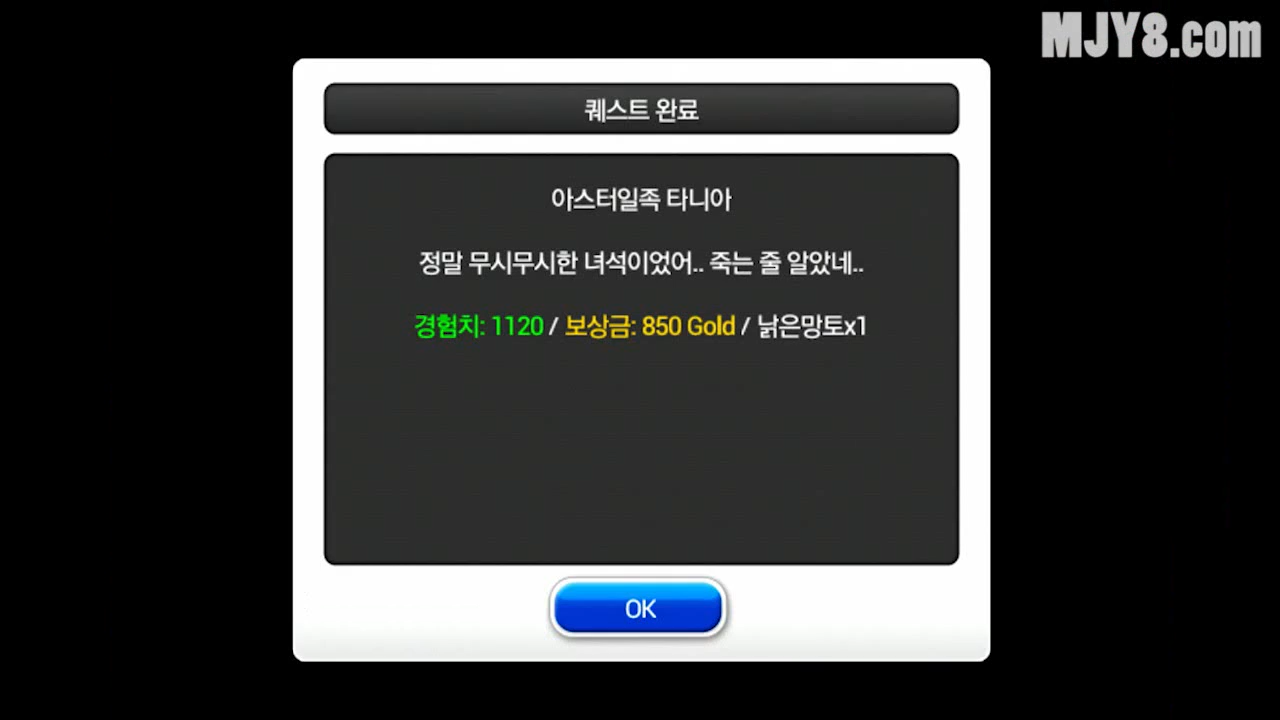 MJY8.com
퀘스트 완료
아스터일족 타니아
정말 무시무시한 녀석이었어.. 죽는 줄 알았네..
경험치: 1120 / 보상금: 850 Gold / 낡은망토x1
OK